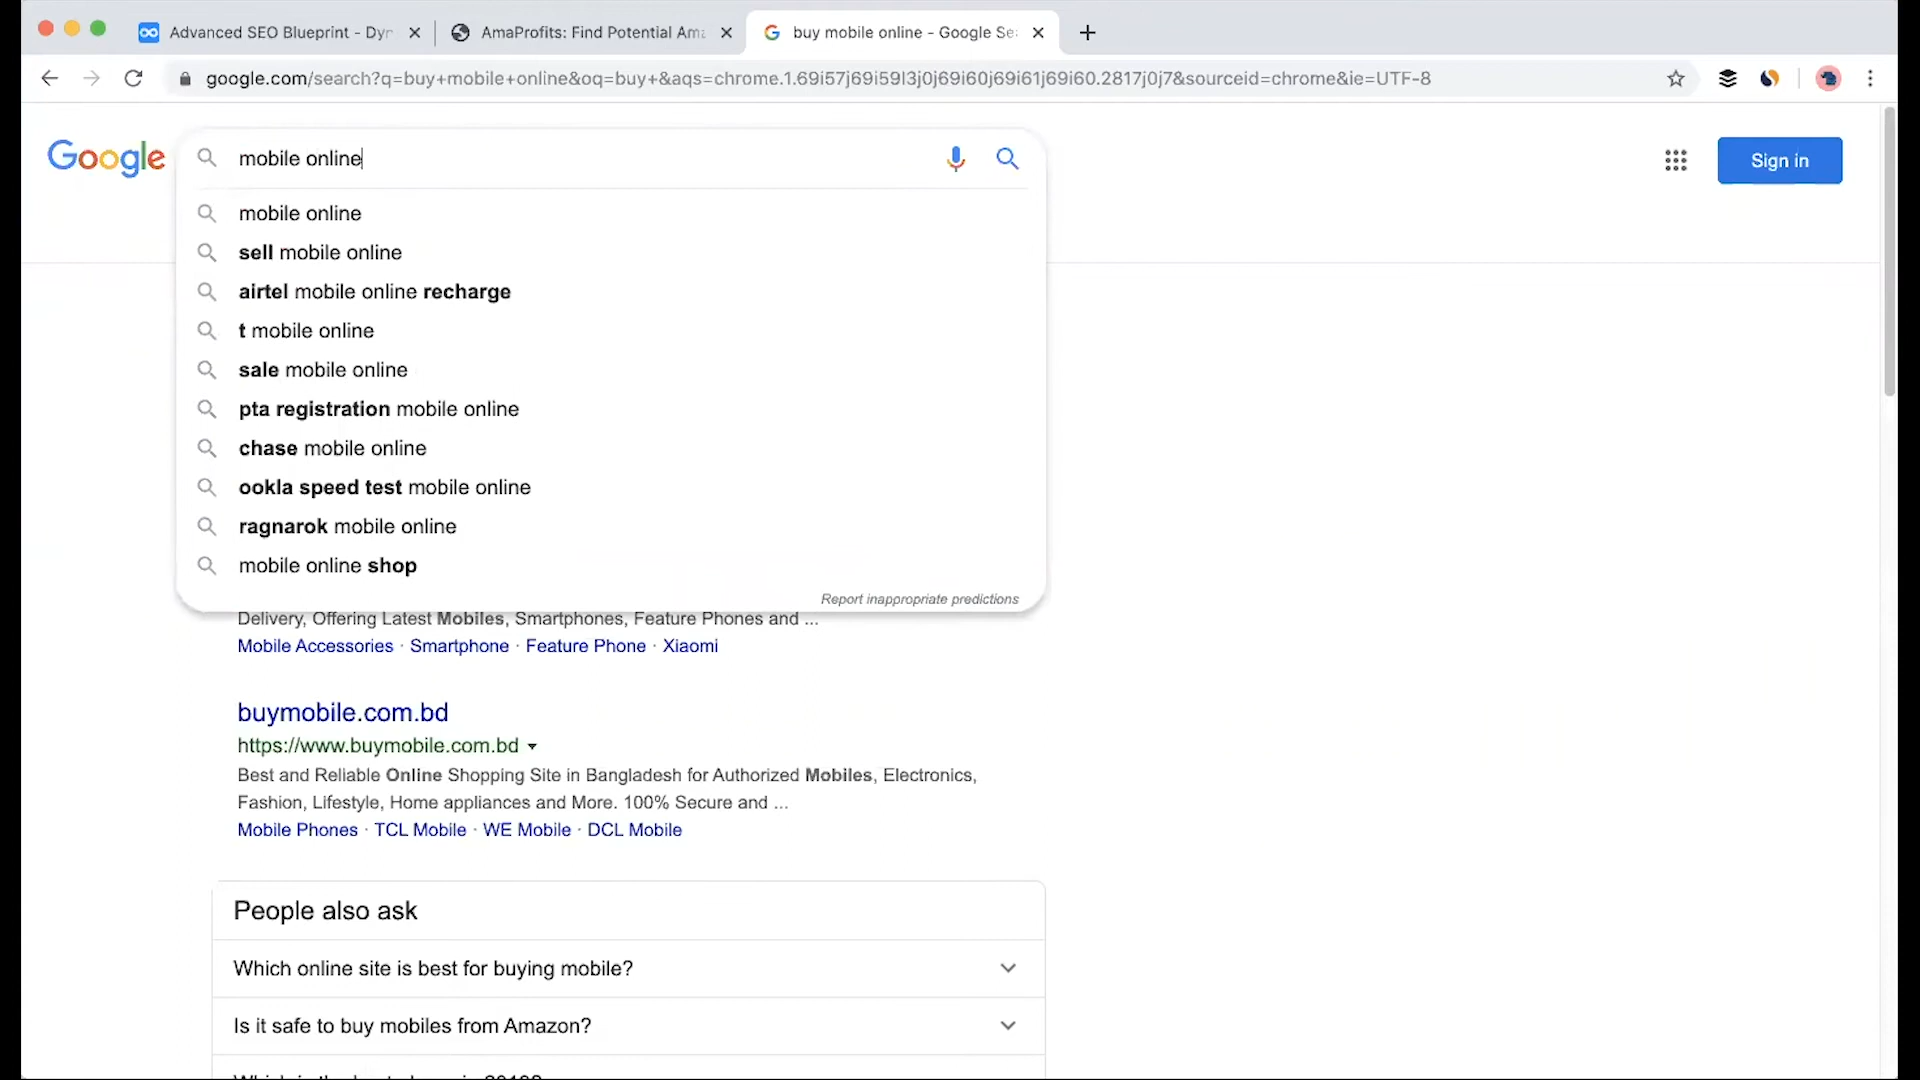 Advanced SEO Blueprint - Dyn
AmaProfits: Find Potential Ama
buy mobile online - Google Se
google.com/search?q=buy+mobile+online&oq=buy+&aqs=chrome.1.69i57j69i59l3j0j69i60j69i61j69i60.2817j0j7&sourceid=chrome&ie=UTF-8
Google
mobile online
Sign in
mobile online
sell mobile online
airtel mobile online recharge
t mobile online
sale mobile online
pta registration mobile online
chase mobile online
ookla speed test mobile online
ragnarok mobile online
mobile online shop
Report inappropriate predictions
Delivery, Offering Latest Mobiles, Smartphones, Feature Phones and ...
Mobile Accessories · Smartphone · Feature Phone · Xiaomi
buymobile.com.bd
https://www.buymobile.com.bd
Best and Reliable Online Shopping Site in Bangladesh for Authorized Mobiles, Electronics,
Fashion, Lifestyle, Home appliances and More. 100% Secure and ...
Mobile Phones · TCL Mobile · WE Mobile · DCL Mobile
People also ask
Which online site is best for buying mobile?
Is it safe to buy mobiles from Amazon?